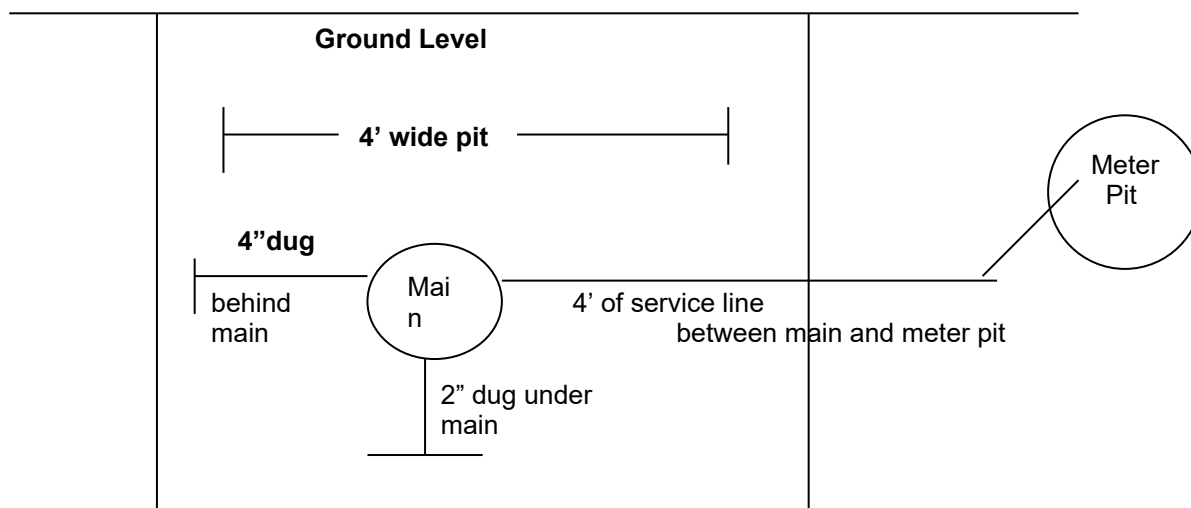 Ground Level
4’ wide pit
Meter
Pit
4”dug
behind
main
Mai
n
4’ of service line
between main and meter pit
2” dug under
main